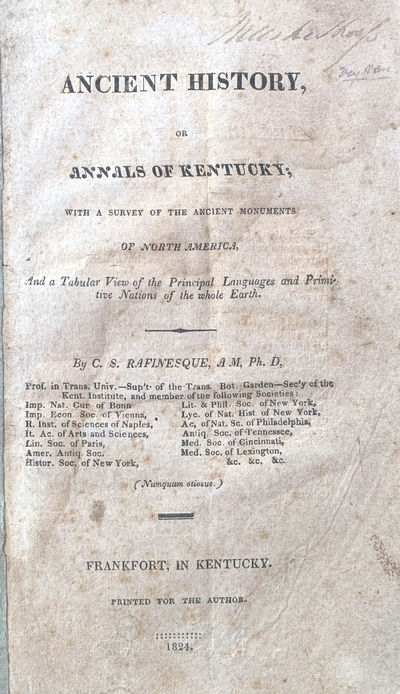 ANCIENT HISTORY,
OR
ANNALS OF KENTUCKY;
WITH A SURVEY OF THE ANCIENT MONUMENTS
OF NORTH AMERICA,
And a Tabular View of the Principal Languages and Primi-
tive Nations of the whole Earth.
By C. S. RAFINESQUE, A M, Ph. D,
Prof. in Trans. Univ.—Sup't. of the Trans. Bot. Garden—Sec'y of the
Kent. Institute, and member of the following Societies:
Imp. Nat. Cur of Bonn
Imp. Econ. Soc of Vienna,
R. Inst. of Sciences of Naples,
It. Ac. of Arts and Sciences,
Lin. Soc. of Paris,
Amer. Antiq. Soc.
Histor. Soc. of New York,
Lit. & Phil. Soc. of New York,
Lyc. of Nat. Hist of New York,
Ac, of Nat. Sc. of Philadelphia,
Antiq Soc. of Tennessee,
Med. Soc. of Cincinnati,
Med. Soc. of Lexington,
&c. &c. &c.
(Numquam otiosus.)
FRANKFORT, IN KENTUCKY.
PRINTED FOR THE AUTHOR.
1824.